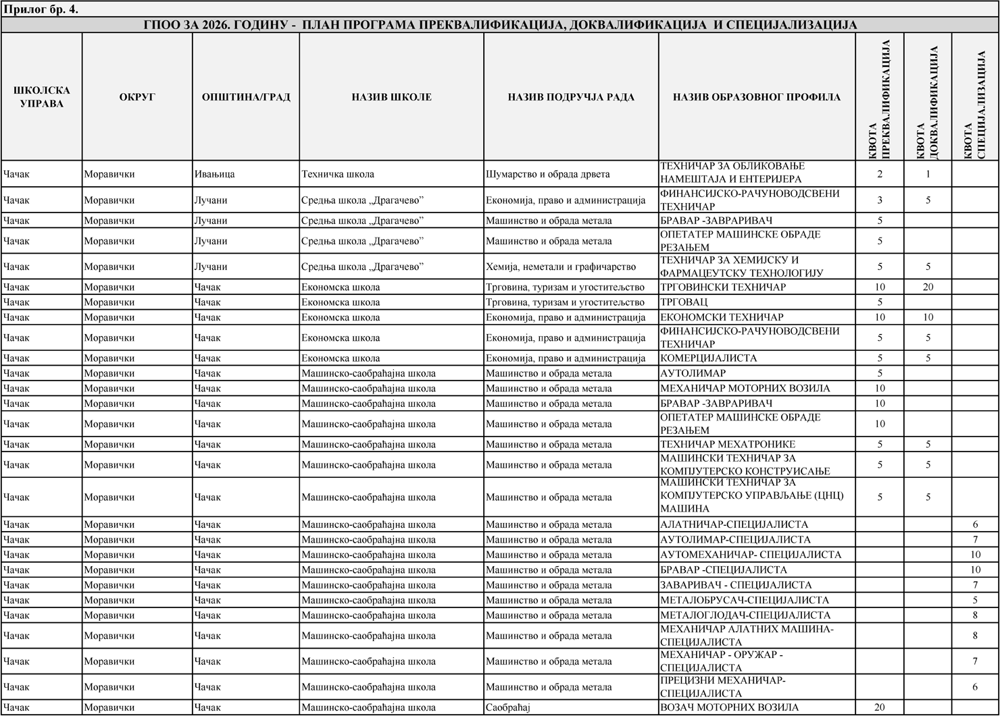 Прилог бр. 4.
ГПОО ЗА 2026. ГОДИНУ - ПЛАН ПРОГРАМА ПРЕКВАЛИФИКАЦИЈА, ДОКВАЛИФИКАЦИЈА И СПЕЦИЈАЛИЗАЦИЈА
ШКОЛСКА УПРАВА ОКРУГ ОПШТИНА/ГРАД НАЗИВ ШКОЛЕ НАЗИВ ПОДРУЧЈА РАДА НАЗИВ ОБРАЗОВНОГ ПРОФИЛА КВОТА ПРЕКВАЛИФИКАЦИЈА КВОТА ДОКВАЛИФИКАЦИЈА КВОТА СПЕЦИЈАЛИЗАЦИЈА
Чачак Моравички Ивањица Техничка школа Шумарство и обрада дрвета ТЕХНИЧАР ЗА ОБЛИКОВАЊЕ НАМЕШТАЈА И ЕНТЕРИЈЕРА 2 1
Чачак Моравички Лучани Средња школа „Драгачево” Економија, право и администрација ФИНАНСИЈСКО-РАЧУНОВОДСВЕНИ ТЕХНИЧАР 3 5
Чачак Моравички Лучани Средња школа „Драгачево” Машинство и обрада метала БРАВАР -ЗАВРАРИВАЧ 5
Чачак Моравички Лучани Средња школа „Драгачево” Машинство и обрада метала ОПЕТАТЕР МАШИНСКЕ ОБРАДЕ РЕЗАЊЕМ 5
Чачак Моравички Лучани Средња школа „Драгачево” Хемија, неметали и графичарство ТЕХНИЧАР ЗА ХЕМИЈСКУ И ФАРМАЦЕУТСКУ ТЕХНОЛОГИЈУ 5 5
Чачак Моравички Чачак Економска школа Трговина, туризам и угоститељство ТРГОВИНСКИ ТЕХНИЧАР 10 20
Чачак Моравички Чачак Економска школа Трговина, туризам и угоститељство ТРГОВАЦ 5
Чачак Моравички Чачак Економска школа Економија, право и администрација ЕКОНОМСКИ ТЕХНИЧАР 10 10
Чачак Моравички Чачак Економска школа Економија, право и администрација ФИНАНСИЈСКО-РАЧУНОВОДСВЕНИ ТЕХНИЧАР 5 5
Чачак Моравички Чачак Економска школа Економија, право и администрација КОМЕРЦИЈАЛИСТА 5 5
Чачак Моравички Чачак Машинско-саобраћајна школа Машинство и обрада метала АУТОЛИМАР 5
Чачак Моравички Чачак Машинско-саобраћајна школа Машинство и обрада метала МЕХАНИЧАР МОТОРНИХ ВОЗИЛА 10
Чачак Моравички Чачак Машинско-саобраћајна школа Машинство и обрада метала БРАВАР -ЗАВРАРИВАЧ 10
Чачак Моравички Чачак Машинско-саобраћајна школа Машинство и обрада метала ОПЕТАТЕР МАШИНСКЕ ОБРАДЕ РЕЗАЊЕМ 10
Чачак Моравички Чачак Машинско-саобраћајна школа Машинство и обрада метала ТЕХНИЧАР МЕХАТРОНИКЕ 5 5
Чачак Моравички Чачак Машинско-саобраћајна школа Машинство и обрада метала МАШИНСКИ ТЕХНИЧАР ЗА КОМПЈУТЕРСКО КОНСТРУИСАЊЕ 5 5
Чачак Моравички Чачак Машинско-саобраћајна школа Машинство и обрада метала МАШИНСКИ ТЕХНИЧАР ЗА КОМПЈУТЕРСКО УПРАВЉАЊЕ (ЦНЦ) МАШИНА 5 5
Чачак Моравички Чачак Машинско-саобраћајна школа Машинство и обрада метала АЛАТНИЧАР-СПЕЦИЈАЛИСТА 6
Чачак Моравички Чачак Машинско-саобраћајна школа Машинство и обрада метала АУТОЛИМАР-СПЕЦИЈАЛИСТА 7
Чачак Моравички Чачак Машинско-саобраћајна школа Машинство и обрада метала АУТОМЕХАНИЧАР- СПЕЦИЈАЛИСТА 10
Чачак Моравички Чачак Машинско-саобраћајна школа Машинство и обрада метала БРАВАР -СПЕЦИЈАЛИСТА 10
Чачак Моравички Чачак Машинско-саобраћајна школа Машинство и обрада метала ЗАВАРИВАЧ - СПЕЦИЈАЛИСТА 7
Чачак Моравички Чачак Машинско-саобраћајна школа Машинство и обрада метала МЕТАЛОБРУСАЧ-СПЕЦИЈАЛИСТА 5
Чачак Моравички Чачак Машинско-саобраћајна школа Машинство и обрада метала МЕТАЛОГЛОДАЧ-СПЕЦИЈАЛИСТА 8
Чачак Моравички Чачак Машинско-саобраћајна школа Машинство и обрада метала МЕХАНИЧАР АЛАТНИХ МАШИНА-СПЕЦИЈАЛИСТА 8
Чачак Моравички Чачак Машинско-саобраћајна школа Машинство и обрада метала МЕХАНИЧАР - ОРУЖАР - СПЕЦИЈАЛИСТА 7
Чачак Моравички Чачак Машинско-саобраћајна школа Машинство и обрада метала ПРЕЦИЗНИ МЕХАНИЧАР-СПЕЦИЈАЛИСТА 6
Чачак Моравички Чачак Машинско-саобраћајна школа Саобраћај ВОЗАЧ МОТОРНИХ ВОЗИЛА 20